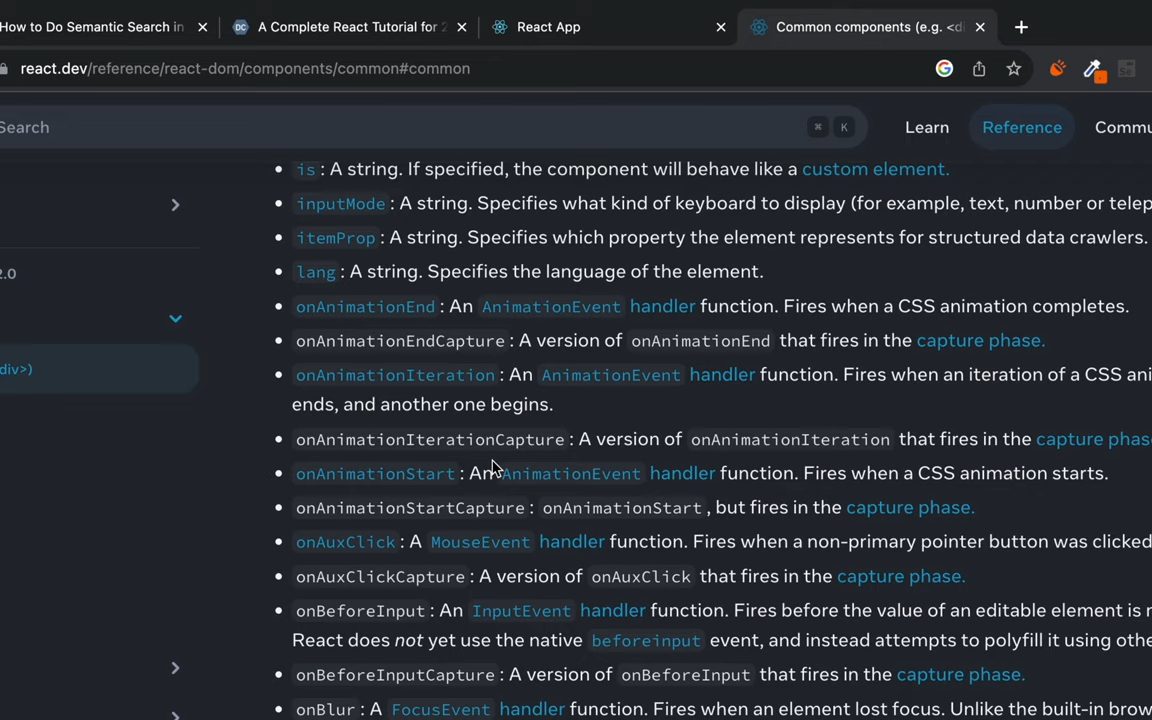 How to Do Semantic Search in
A Complete React Tutorial for 2
React App
Common components (e.g. <di
react.dev/reference/react-dom/components/common#common
Search
⌘ K
Learn
Reference
Commu
is: A string. If specified, the component will behave like a custom element.
inputMode: A string. Specifies what kind of keyboard to display (for example, text, number or telep
itemProp: A string. Specifies which property the element represents for structured data crawlers.
2.0
lang: A string. Specifies the language of the element.
onAnimationEnd: An AnimationEvent handler function. Fires when a CSS animation completes.
onAnimationEndCapture: A version of onAnimationEnd that fires in the capture phase.
div>)
onAnimationIteration: An AnimationEvent handler function. Fires when an iteration of a CSS ani
ends, and another one begins.
onAnimationIterationCapture: A version of onAnimationIteration that fires in the capture phas
onAnimationStart: An AnimationEvent handler function. Fires when a CSS animation starts.
onAnimationStartCapture: onAnimationStart, but fires in the capture phase.
onAuxClick: A MouseEvent handler function. Fires when a non-primary pointer button was clicked
onAuxClickCapture: A version of onAuxClick that fires in the capture phase.
onBeforeInput: An InputEvent handler function. Fires before the value of an editable element is
React does not yet use the native beforeinput event, and instead attempts to polyfill it using othe
onBeforeInputCapture: A version of onBeforeInput that fires in the capture phase.
onBlur: A FocusEvent handler function. Fires when an element lost focus. Unlike the built-in brow